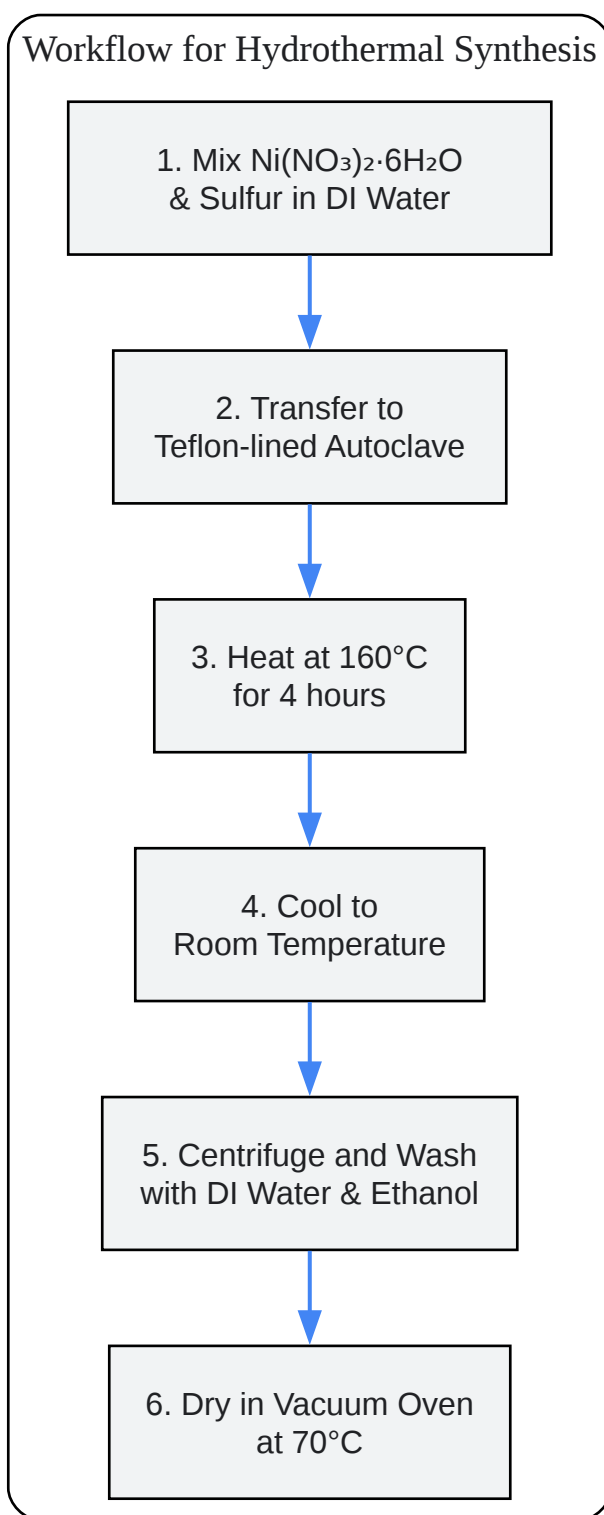 Workflow for Hydrothermal Synthesis
1. Mix Ni(NO₃)₂·6H₂O
& Sulfur in DI Water
2. Transfer to
Teflon-lined Autoclave
3. Heat at 160°C
for 4 hours
4. Cool to
Room Temperature
5. Centrifuge and Wash
with DI Water & Ethanol
6. Dry in Vacuum Oven
at 70°C